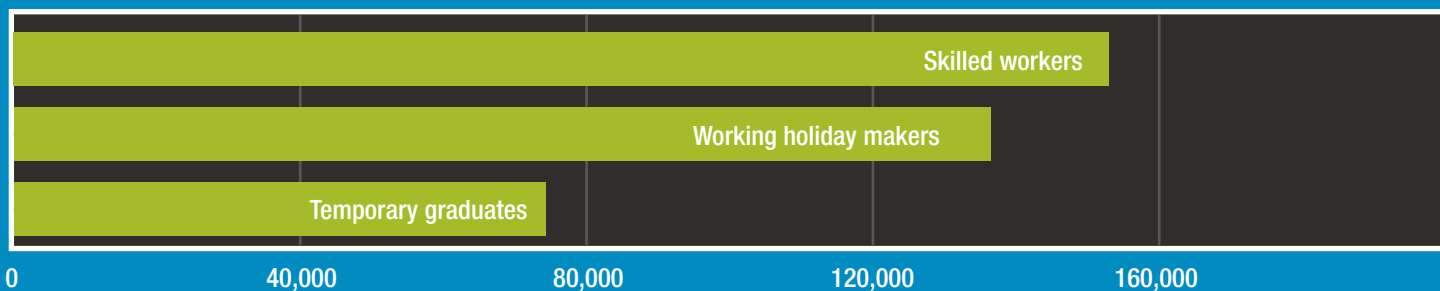 Skilled workers
Working holiday makers
Temporary graduates
0 40,000 80,000 120,000 160,000